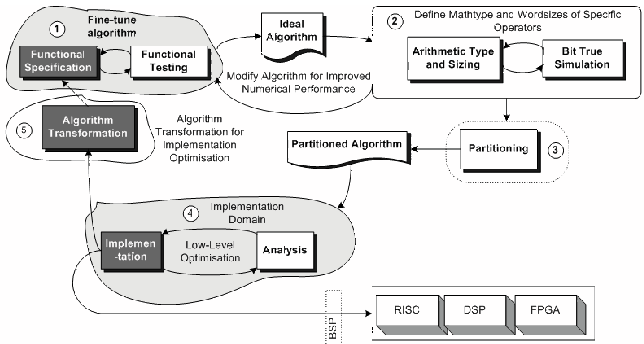 1
Fine-tune
algorithm
Functional
Specification
Functional
Testing
Ideal
Algorithm
Modify Algorithm for Improved
Numerical Performance
2
Define Mathtype and Wordsizes of Specific
Operators
Arithmetic Type
and Sizing
Bit True
Simulation
5
Algorithm
Transformation
Algorithm
Transformation for
Implementation
Optimisation
Partitioned Algorithm
Partitioning
3
4
Implementation
Domain
Implemen
-tation
Low-Level
Optimisation
Analysis
BSP
RISC
DSP
FPGA